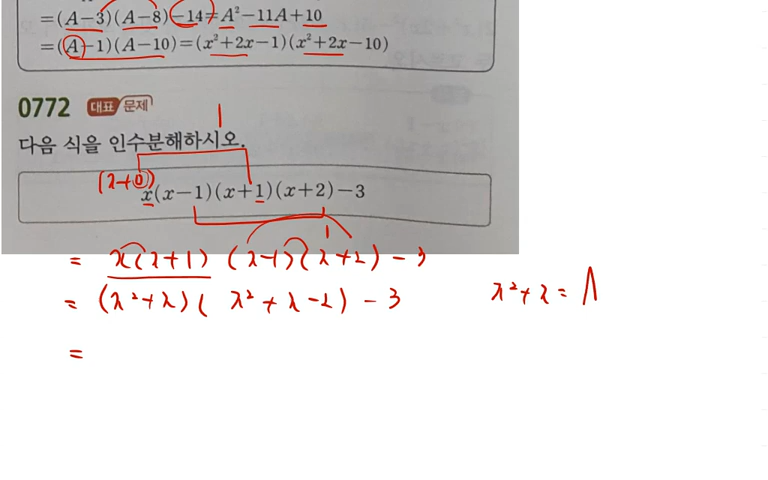 =(A-3)(A-8)-14=A²-11A+10
=(A-1)(A-10)=(x²+2x-1)(x²+2x-10)
0772 대표 문제
1
다음 식을 인수분해하시오.
(x+0)
x(x-1)(x+1)(x+2)-3
1
= x(x+1) (x-1)(x+2) - 3
= (x²+x)( x²+x-2) - 3 x²+x = A
=